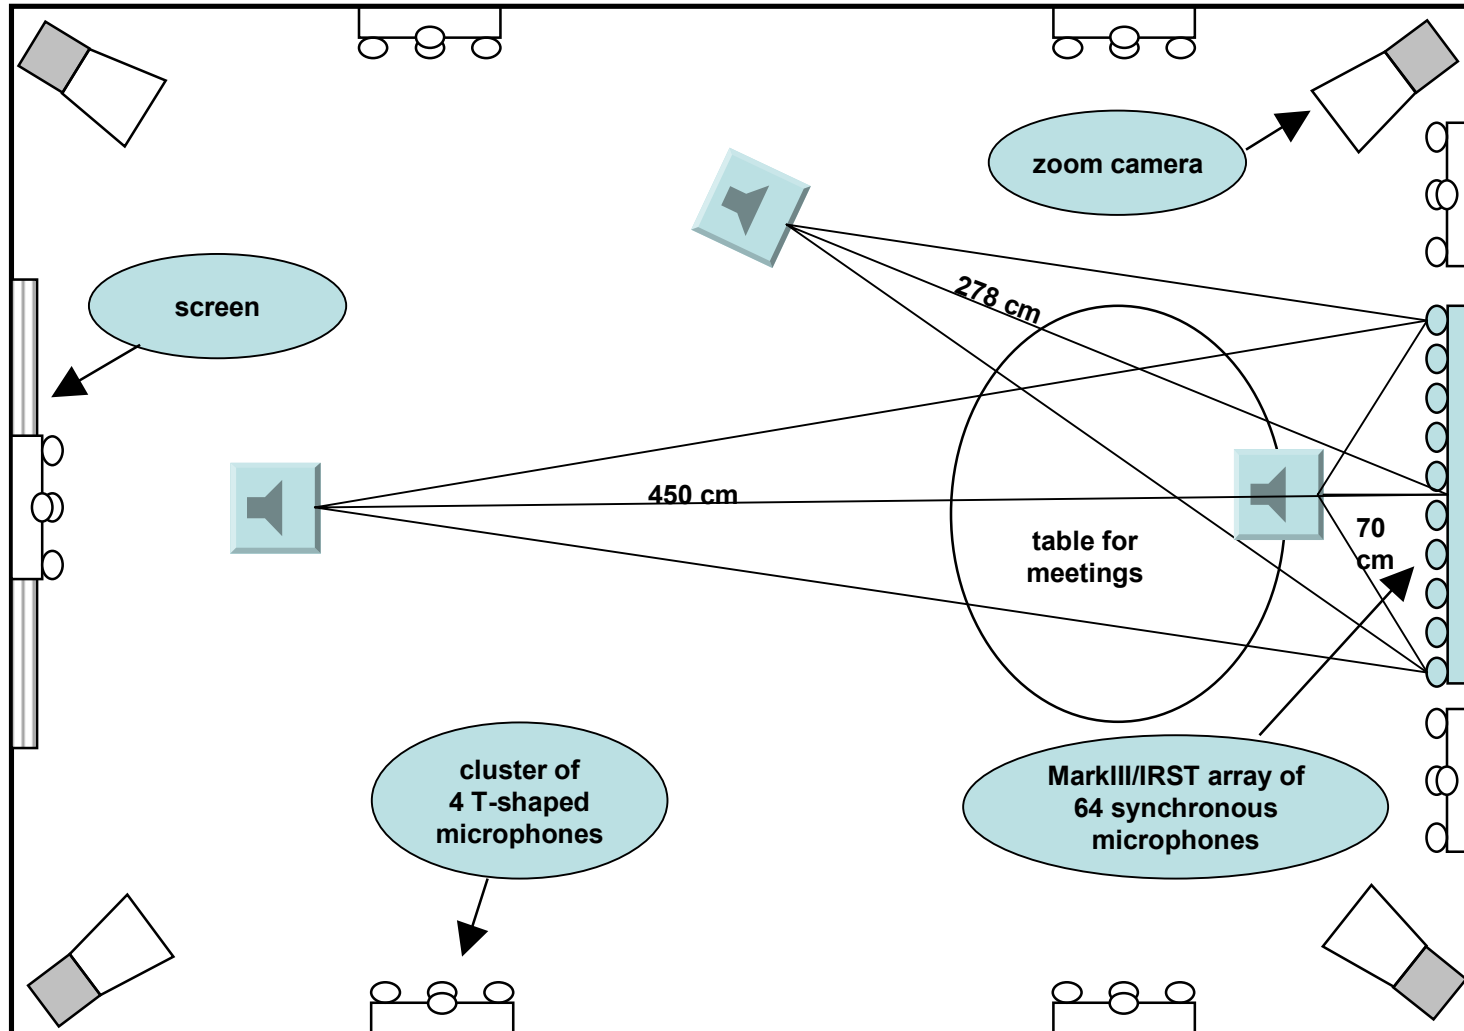 zoom camera
278 cm
screen
450 cm
70
cm
table for
meetings
cluster of
4 T-shaped
microphones
MarkIII/IRST array of
64 synchronous
microphones